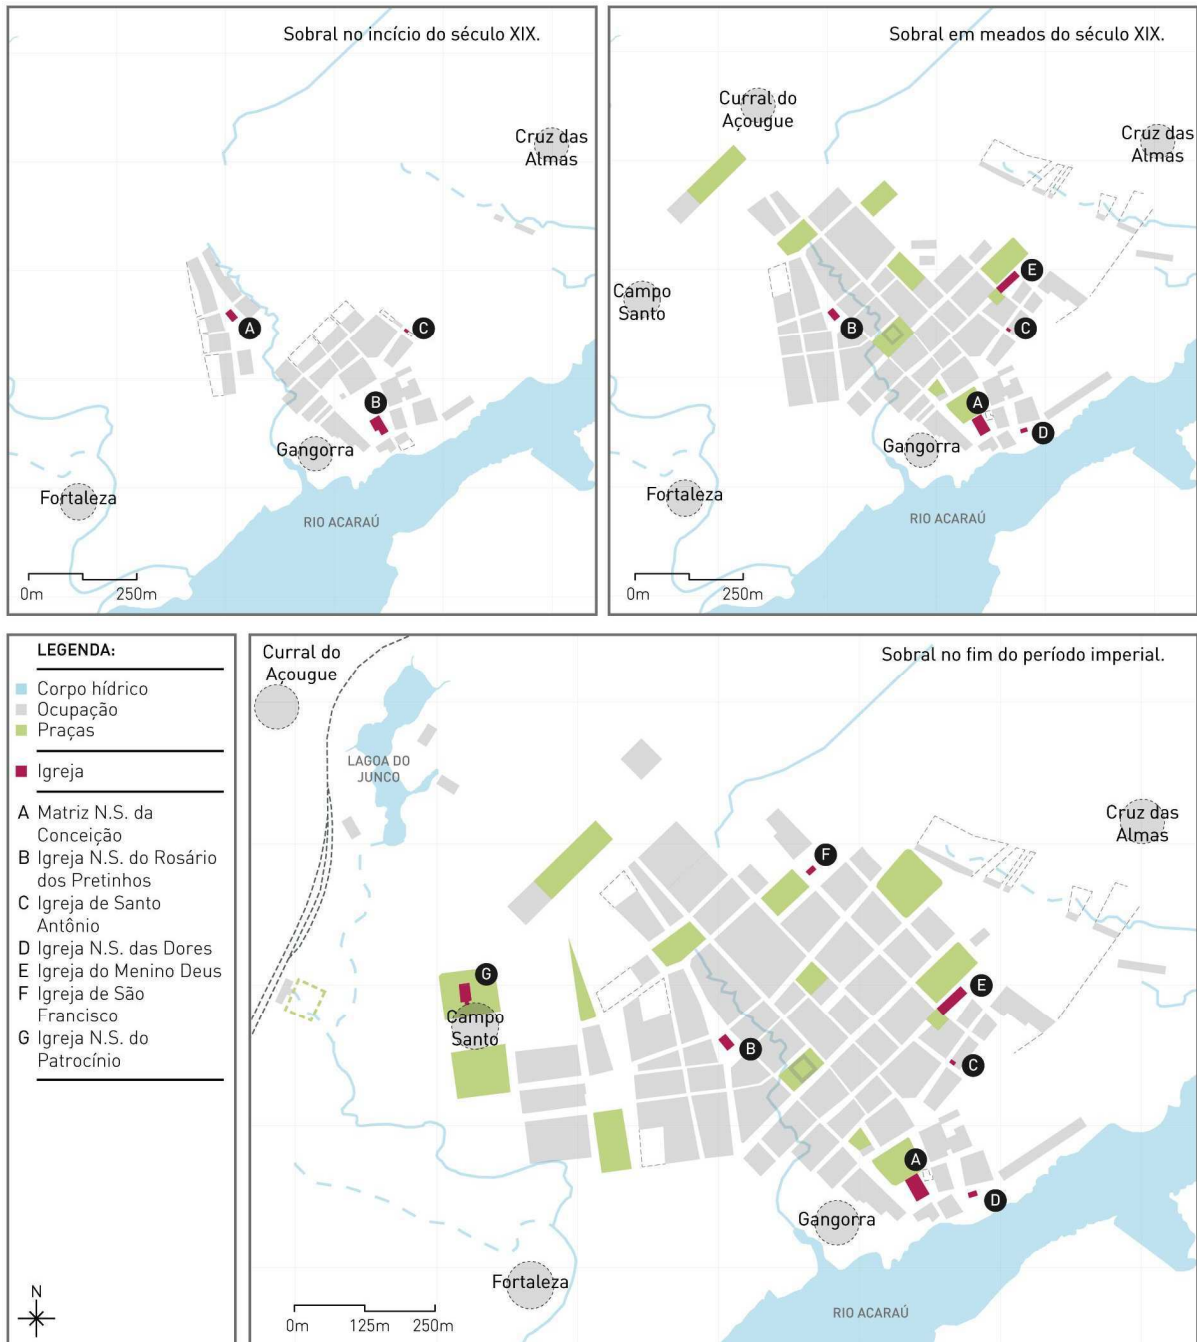 Sobral no incício do século XIX.
Cruz das
Almas
A
C
B
Gangorra
Fortaleza
RIO ACARAÚ
0m
250m
Sobral em meados do século XIX.
Curral do
Açougue
Cruz das
Almas
E
Campo
Santo
B
C
A
D
Gangorra
Fortaleza
RIO ACARAÚ
0m
250m
LEGENDA:
Corpo hídrico
Ocupação
Praças
Igreja
A Matriz N.S. da
Conceição
B Igreja N.S. do Rosário
dos Pretinhos
C Igreja de Santo
Antônio
D Igreja N.S. das Dores
E Igreja do Menino Deus
F Igreja de São
Francisco
G Igreja N.S. do
Patrocínio
N
Sobral no fim do período imperial.
Curral do
Açougue
LAGOA DO
JUNCO
Cruz das
Almas
F
G
E
Campo
Santo
B
C
A
D
Gangorra
Fortaleza
RIO ACARAÚ
0m
125m
250m